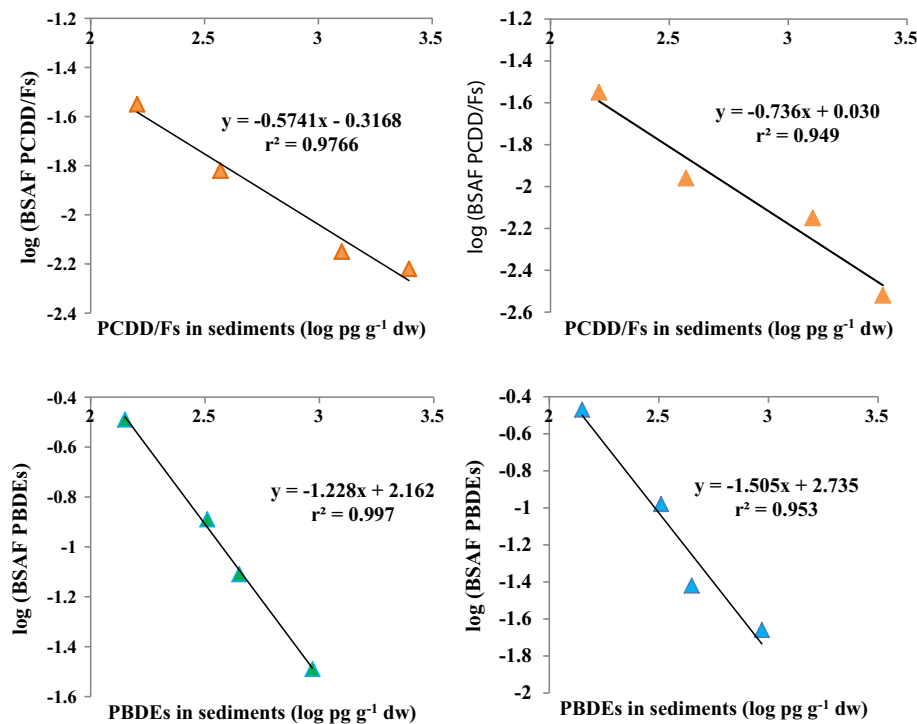 -1.2
2 2.5 3 3.5
-1.4
-1.6
-1.8
-2
-2.2
-2.4
log (BSAF PCDD/Fs)
y = -0.5741x - 0.3168
r² = 0.9766
PCDD/Fs in sediments (log pg g⁻¹ dw)
-1.2
2 2.5 3 3.5
-1.4
-1.6
-1.8
-2
-2.2
-2.4
-2.6
log (BSAF PCDD/Fs)
y = -0.736x + 0.030
r² = 0.949
PCDD/Fs in sediments (log pg g⁻¹ dw)
-0.4
2 2.5 3 3.5
-0.6
-0.8
-1
-1.2
-1.4
-1.6
log (BSAF PBDEs)
y = -1.228x + 2.162
r² = 0.997
PBDEs in sediments (log pg g⁻¹ dw)
-0.4
2 2.5 3 3.5
-0.6
-0.8
-1
-1.2
-1.4
-1.6
-1.8
-2
log (BSAF PBDEs)
y = -1.505x + 2.735
r² = 0.953
PBDEs in sediments (log pg g⁻¹ dw)